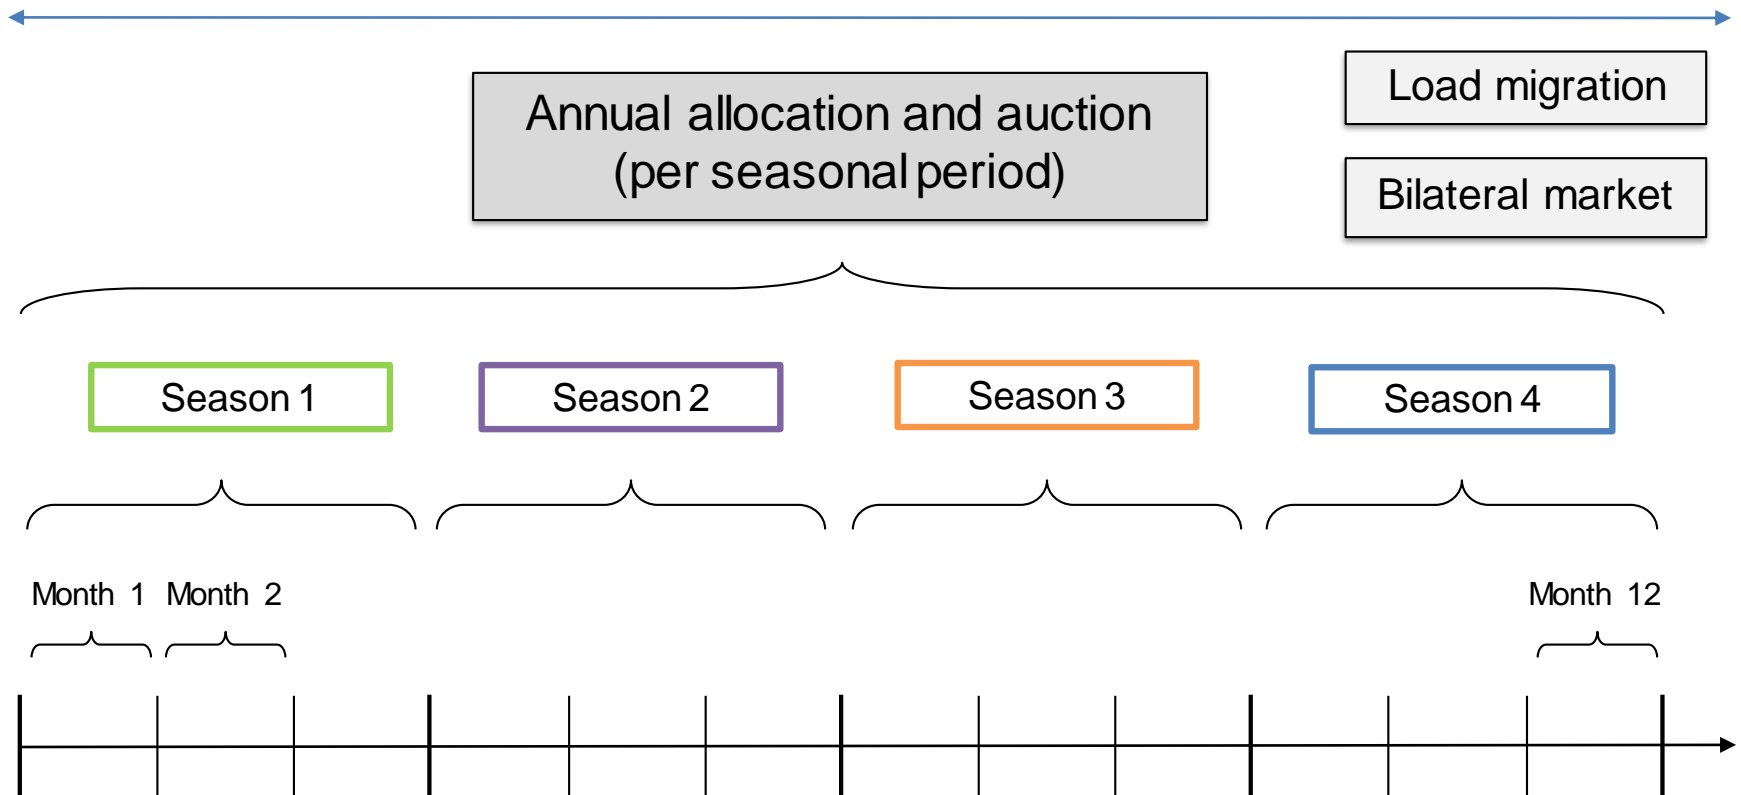 Annual allocation and auction
(per seasonal period)
Load migration
Bilateral market
Season 1
Season 2
Season 3
Season 4
Month 1
Month 2
Month 12